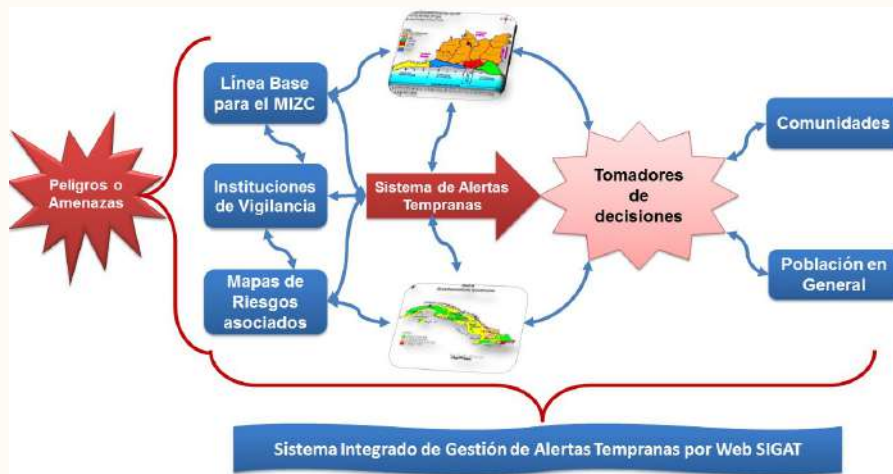 Peligros o
Amenazas
Línea Base
para el MIZC
Instituciones
de Vigilancia
Mapas de
Riesgos
asociados
Sistema de Alertas
Tempranas
Tomadores
de
decisiones
Comunidades
Población en
General
Sistema Integrado de Gestión de Alertas Tempranas por Web SIGAT